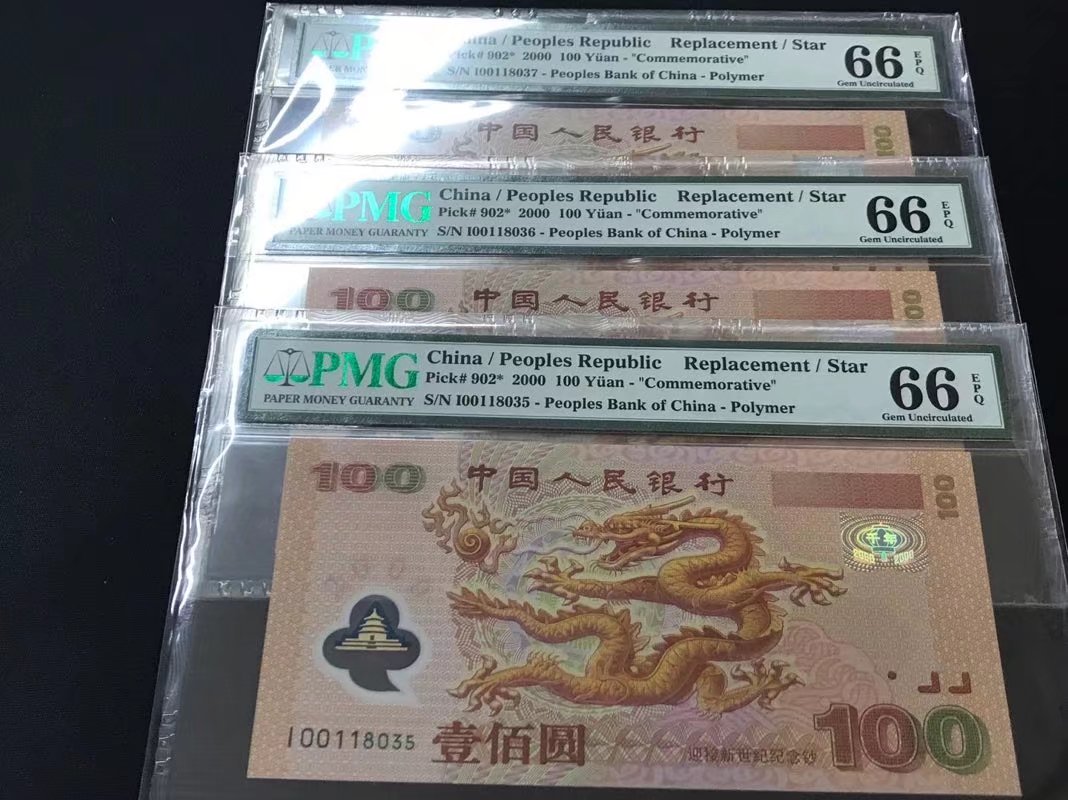 China / Peoples Republic Replacement / Star
Pick# 902* 2000 100 Yüan - "Commemorative"
S/N I00118037 - Peoples Bank of China - Polymer
66
EPQ
Gem Uncirculated
中国人民银行
100
PMG
PAPER MONEY GUARANTY
China / Peoples Republic Replacement / Star
Pick# 902* 2000 100 Yüan - "Commemorative"
S/N I00118036 - Peoples Bank of China - Polymer
66
EPQ
Gem Uncirculated
100
中国人民银行
PMG
PAPER MONEY GUARANTY
China / Peoples Republic Replacement / Star
Pick# 902* 2000 100 Yüan - "Commemorative"
S/N I00118035 - Peoples Bank of China - Polymer
66
EPQ
Gem Uncirculated
100
中国人民银行
100
千禧
2000 2000
I00118035
壹佰圆
迎接新世纪纪念钞
100